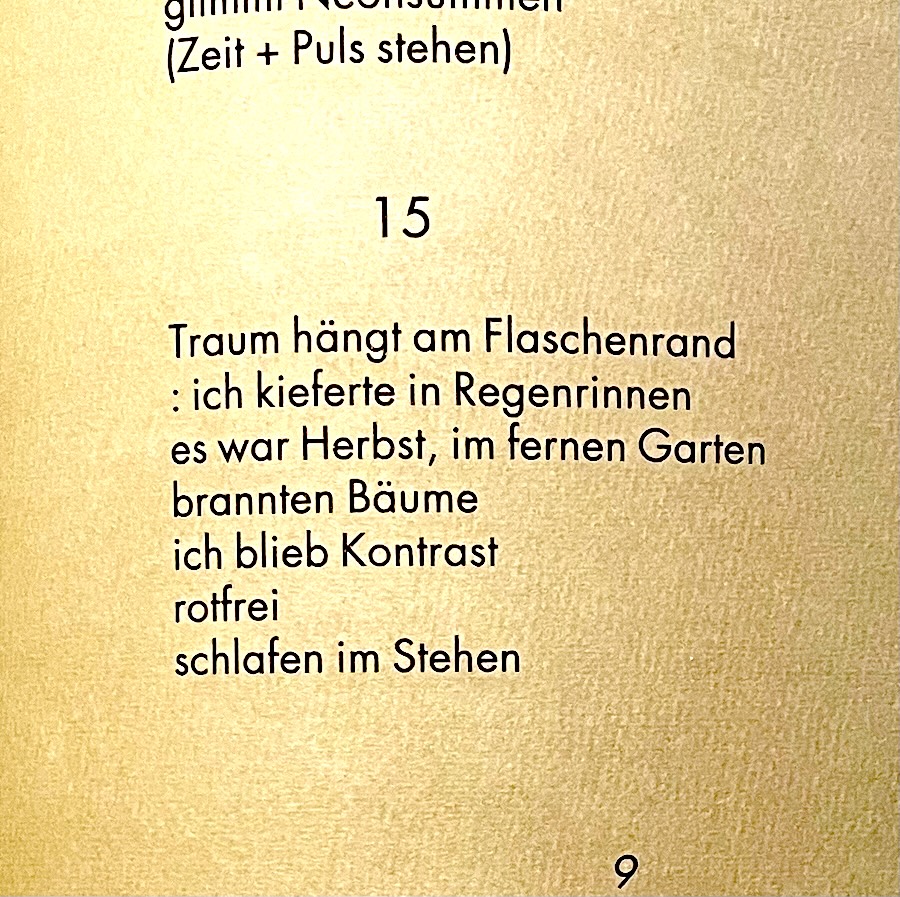 (Zeit + Puls stehen)
15
Traum hängt am Flaschenrand
: ich kieferte in Regenrinnen
es war Herbst, im fernen Garten
brannten Bäume
ich blieb Kontrast
rotfrei
schlafen im Stehen
9